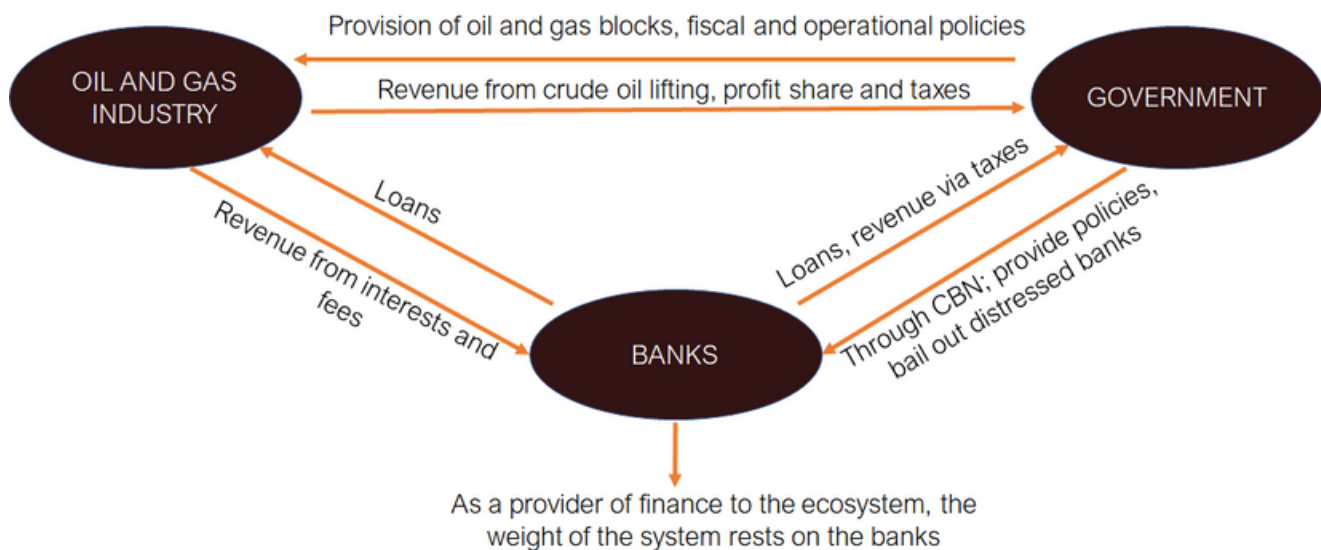 Provision of oil and gas blocks, fiscal and operational policies
OIL AND GAS
INDUSTRY
Revenue from crude oil lifting, profit share and taxes
GOVERNMENT
Loans
Revenue from interests and
fees
Loans, revenue via taxes
Through CBN; provide policies,
bail out distressed banks
BANKS
As a provider of finance to the ecosystem, the
weight of the system rests on the banks